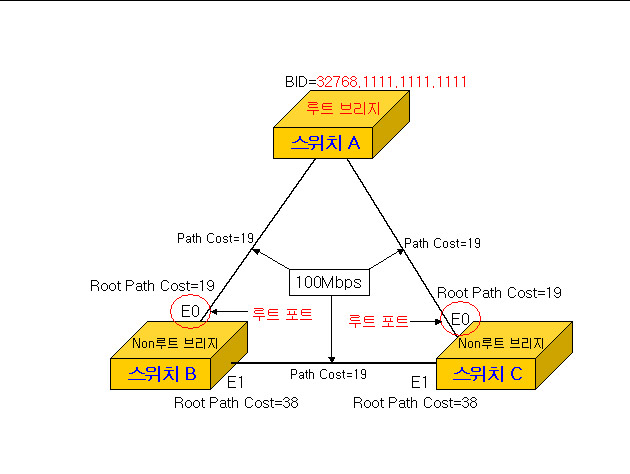 BID=32768.1111.1111.1111
루트 브리지
스위치 A
Path Cost=19
Path Cost=19
Root Path Cost=19
100Mbps
Root Path Cost=19
E0
루트 포트
루트 포트
E0
Non루트 브리지
Non루트 브리지
스위치 B
E1
Path Cost=19
E1
스위치 C
Root Path Cost=38
Root Path Cost=38